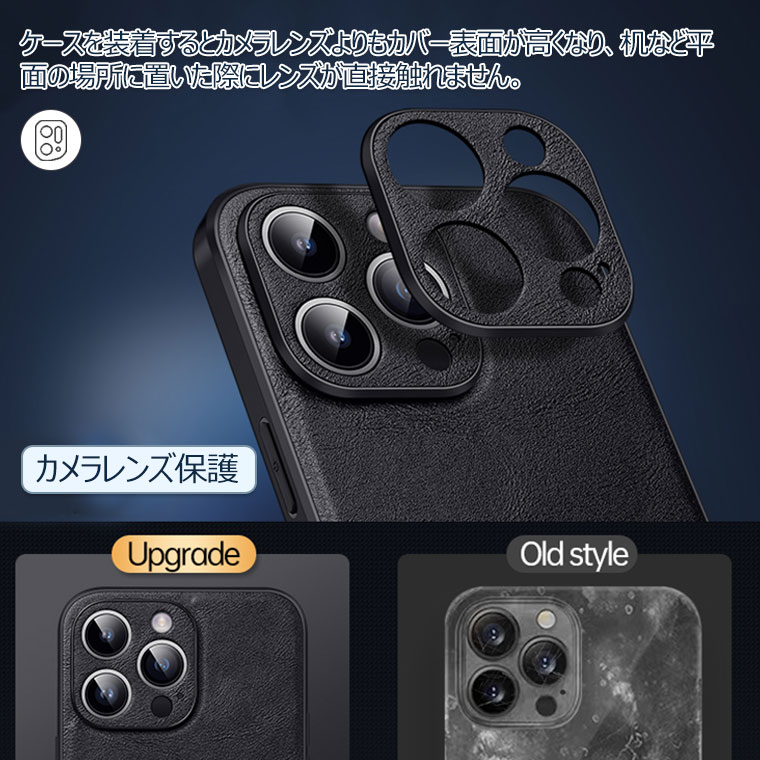 ケースを装着するとカメラレンズよりもカバー表面が高くなり、机など平
面の場所に置いた際にレンズが直接触れません。
カメラレンズ保護
Upgrade
Old style